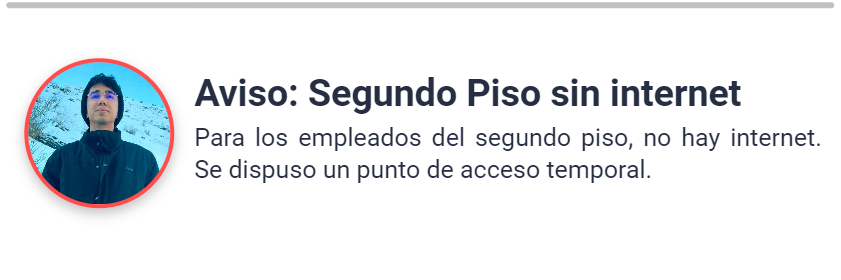 Aviso: Segundo Piso sin internet
Para los empleados del segundo piso, no hay internet.
Se dispuso un punto de acceso temporal.